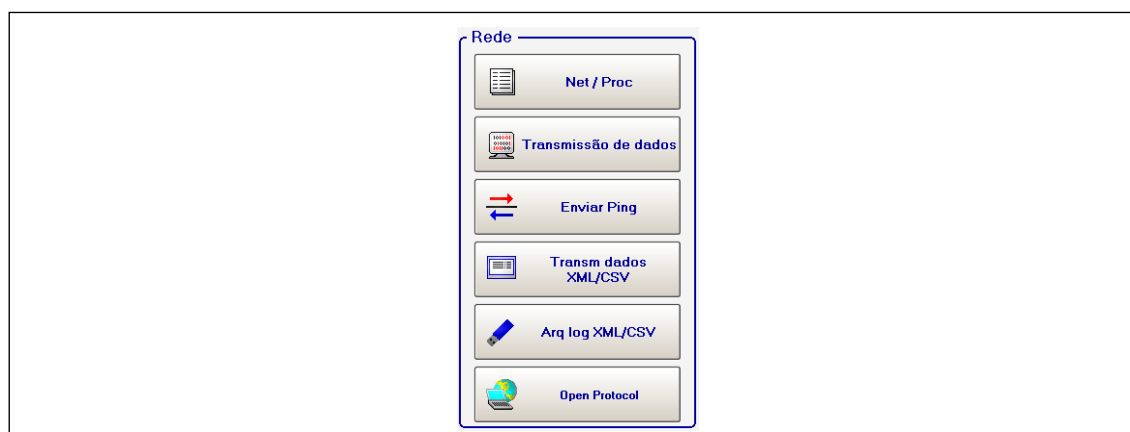 Rede
Net / Proc
Transmissão de dados
Enviar Ping
Transm dados
XML/CSV
Arq log XML/CSV
Open Protocol